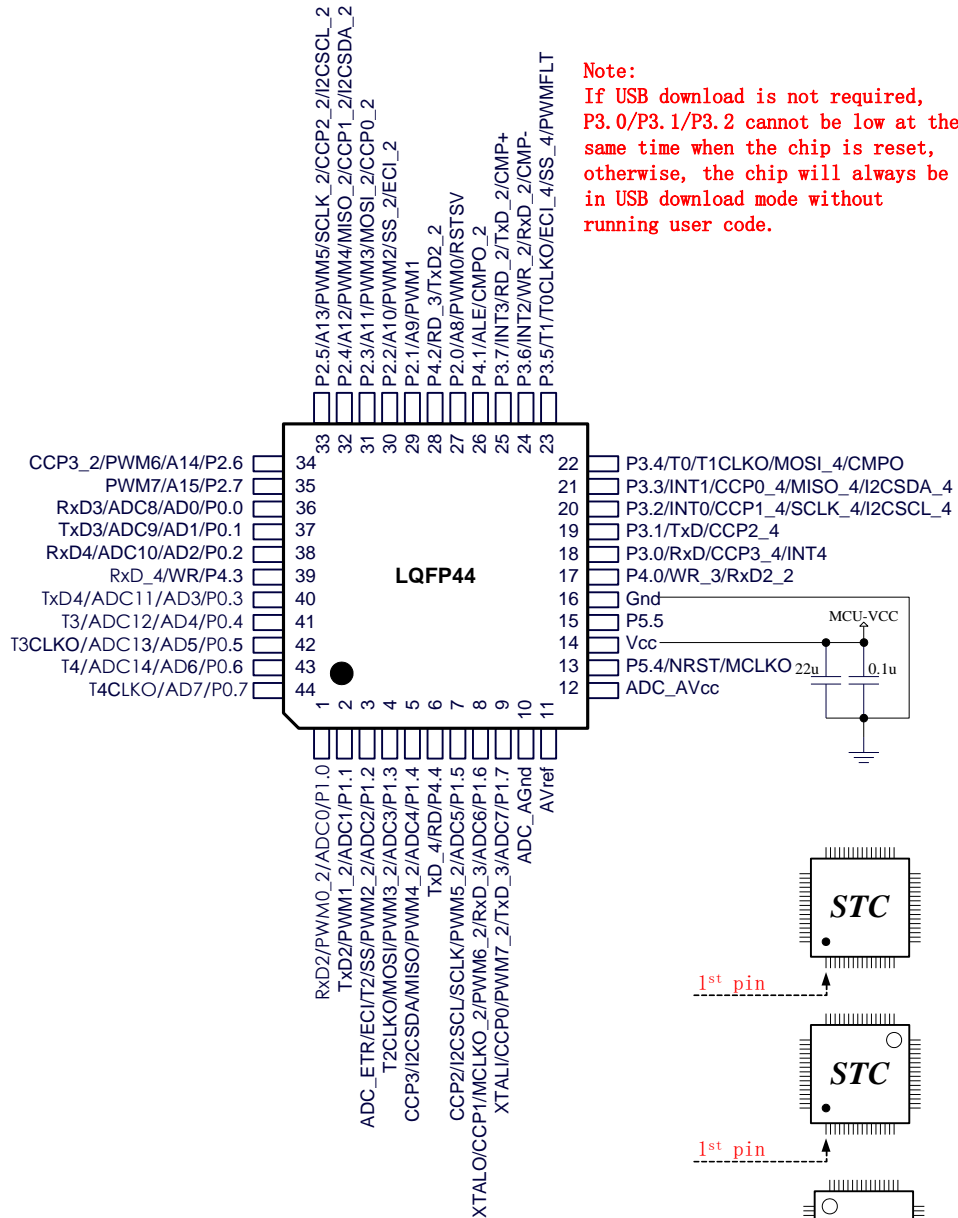 P2.5/A13/PWM5/SCLK_2/CCP2_2/I2CSCL_2
P2.4/A12/PWM4/MISO_2/CCP1_2/I2CSDA_2
P2.3/A11/PWM3/MOSI_2/CCP0_2
P2.2/A10/PWM2/SS_2/ECI_2
P2.1/A9/PWM1
P4.2/RD_3/TxD2_2
P2.0/A8/PWM0/RSTSV
P4.1/ALE/CMPO_2
P3.7/INT3/RD_2/TxD_2/CMP+
P3.6/INT2/WR_2/RxD_2/CMP-
P3.5/T1/T0CLKO/ECI_4/SS_4/PWMFLT
Note:
If USB download is not required,
P3.0/P3.1/P3.2 cannot be low at the
same time when the chip is reset,
otherwise, the chip will always be
in USB download mode without
running user code.
33 32 31 30 29 28 27 26 25 24 23
CCP3_2/PWM6/A14/P2.6 34
PWM7/A15/P2.7 35
RxD3/ADC8/AD0/P0.0 36
TxD3/ADC9/AD1/P0.1 37
RxD4/ADC10/AD2/P0.2 38
RxD_4/WR/P4.3 39
TxD4/ADC11/AD3/P0.3 40
T3/ADC12/AD4/P0.4 41
T3CLKO/ADC13/AD5/P0.5 42
T4/ADC14/AD6/P0.6 43
T4CLKO/AD7/P0.7 44
LQFP44
22 P3.4/T0/T1CLKO/MOSI_4/CMPO
21 P3.3/INT1/CCP0_4/MISO_4/I2CSDA_4
20 P3.2/INT0/CCP1_4/SCLK_4/I2CSCL_4
19 P3.1/TxD/CCP2_4
18 P3.0/RxD/CCP3_4/INT4
17 P4.0/WR_3/RxD2_2
16 Gnd
15 P5.5
14 Vcc
13 P5.4/NRST/MCLKO
12 ADC_AVcc
MCU-VCC
22u 0.1u
1 2 3 4 5 6 7 8 9 10 11
RxD2/PWM0_2/ADC0/P1.0
TxD2/PWM1_2/ADC1/P1.1
ADC_ETR/ECI/T2/SS/PWM2_2/ADC2/P1.2
T2CLKO/MOSI/PWM3_2/ADC3/P1.3
CCP3/I2CSDA/MISO/PWM4_2/ADC4/P1.4
TxD_4/RD/P4.4
CCP2/I2CSCL/SCLK/PWM5_2/ADC5/P1.5
XTALO/CCP1/MCLKO_2/PWM6_2/RxD_3/ADC6/P1.6
XTALI/CCP0/PWM7_2/TxD_3/ADC7/P1.7
ADC_AGnd
AVref
STC
1st pin
STC
1st pin